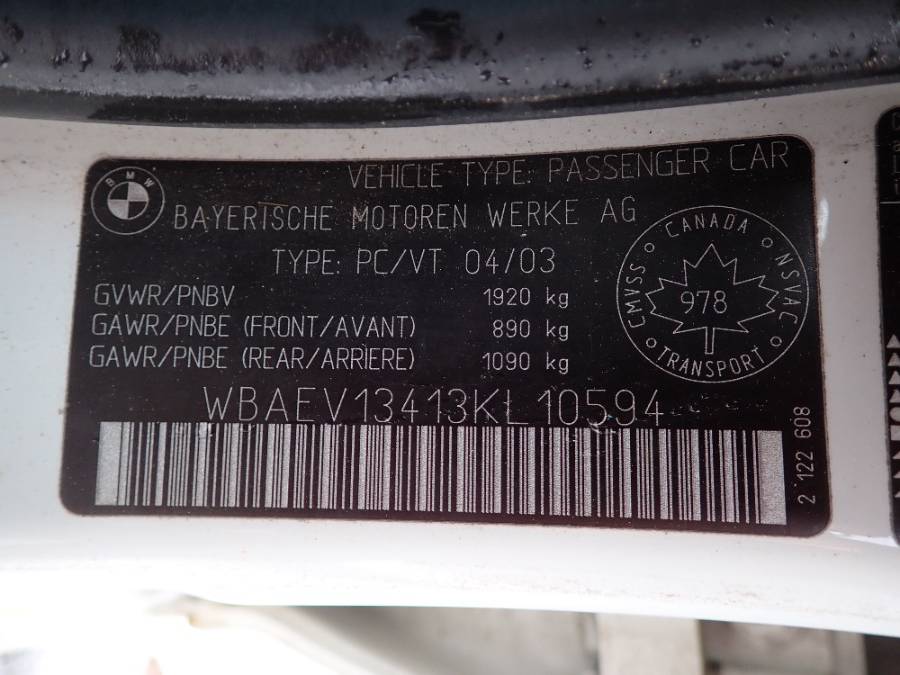 BMW
VEHICLE TYPE: PASSENGER CAR
BAYERISCHE MOTOREN WERKE AG
TYPE: PC/VT 04/03
GVWR/PNBV 1920 kg
GAWR/PNBE (FRONT/AVANT) 890 kg
GAWR/PNBE (REAR/ARRIERE) 1090 kg
CANADA
CMVSS
978
NSVAC
TRANSPORT
WBAEV13413KL10594
2 122 608